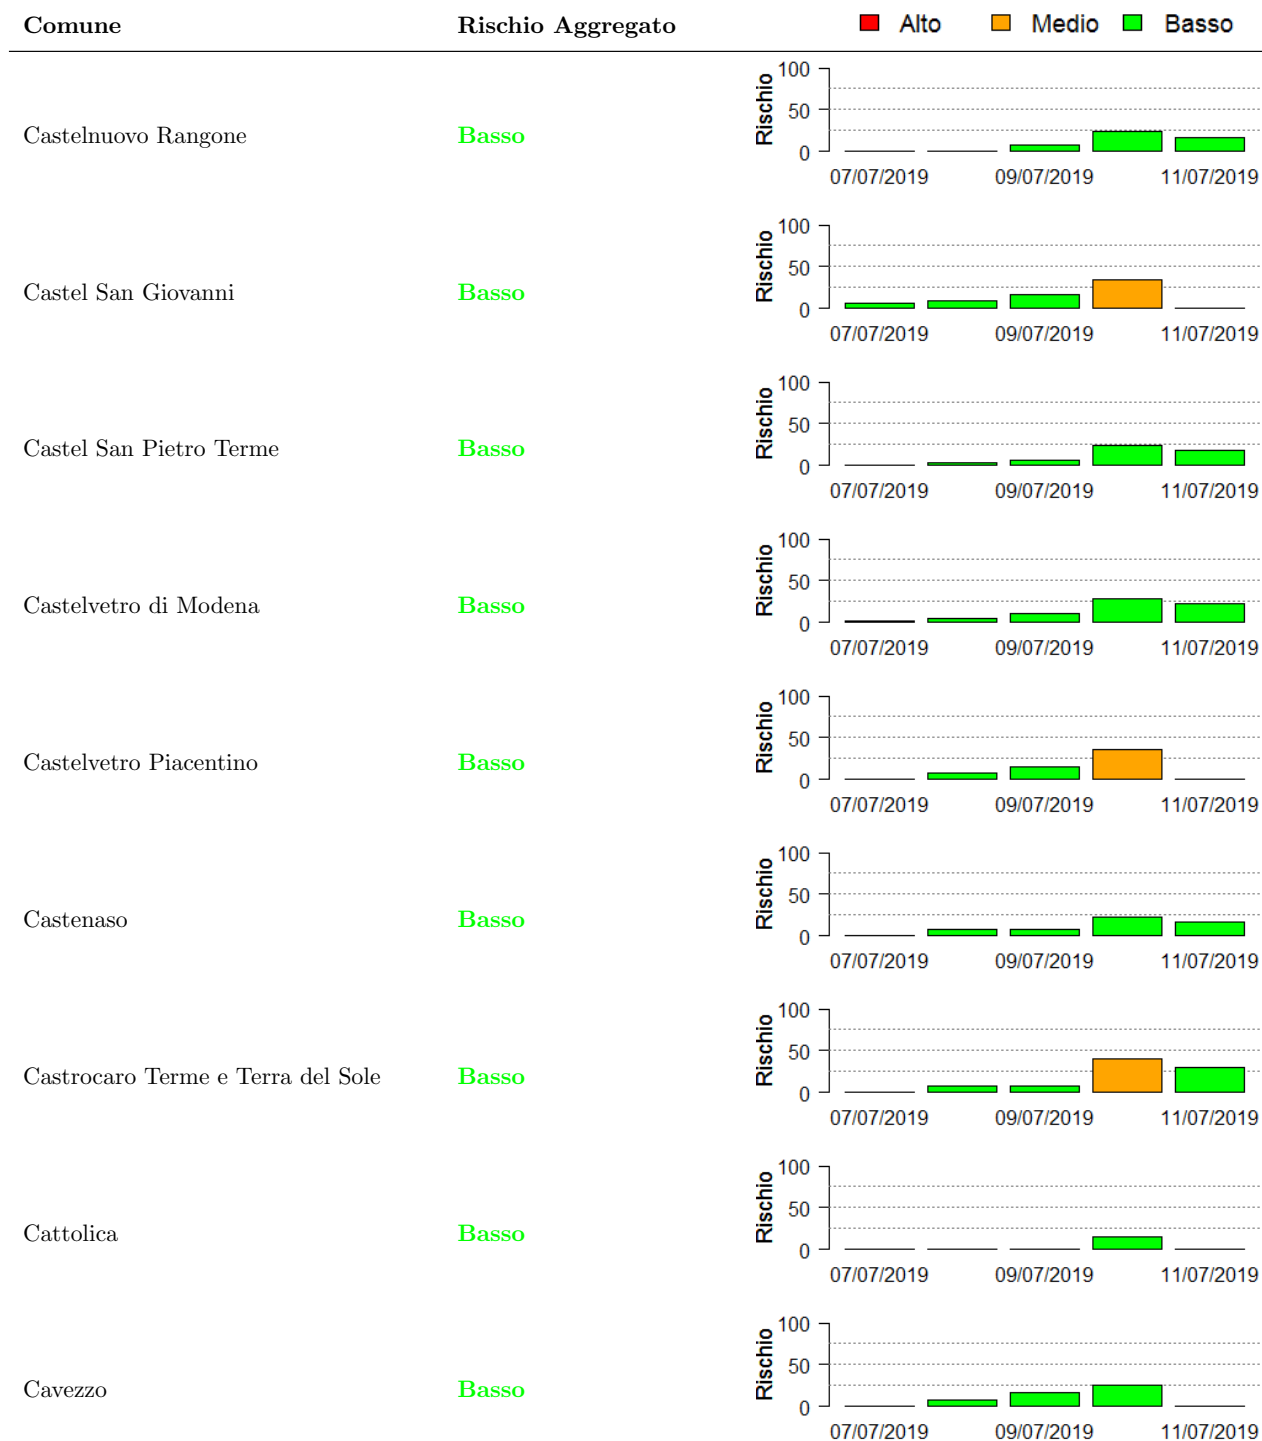 Comune Rischio Aggregato Alto Medio Basso
100
50
0
Rischio
Castelnuovo Rangone Basso
07/07/2019 09/07/2019 11/07/2019
100
50
0
Rischio
Castel San Giovanni Basso
07/07/2019 09/07/2019 11/07/2019
100
50
0
Rischio
Castel San Pietro Terme Basso
07/07/2019 09/07/2019 11/07/2019
100
50
0
Rischio
Castelvetro di Modena Basso
07/07/2019 09/07/2019 11/07/2019
100
50
0
Rischio
Castelvetro Piacentino Basso
07/07/2019 09/07/2019 11/07/2019
100
50
0
Rischio
Castenaso Basso
07/07/2019 09/07/2019 11/07/2019
100
50
0
Rischio
Castrocaro Terme e Terra del Sole Basso
07/07/2019 09/07/2019 11/07/2019
100
50
0
Rischio
Cattolica Basso
07/07/2019 09/07/2019 11/07/2019
100
50
0
Rischio
Cavezzo Basso
07/07/2019 09/07/2019 11/07/2019